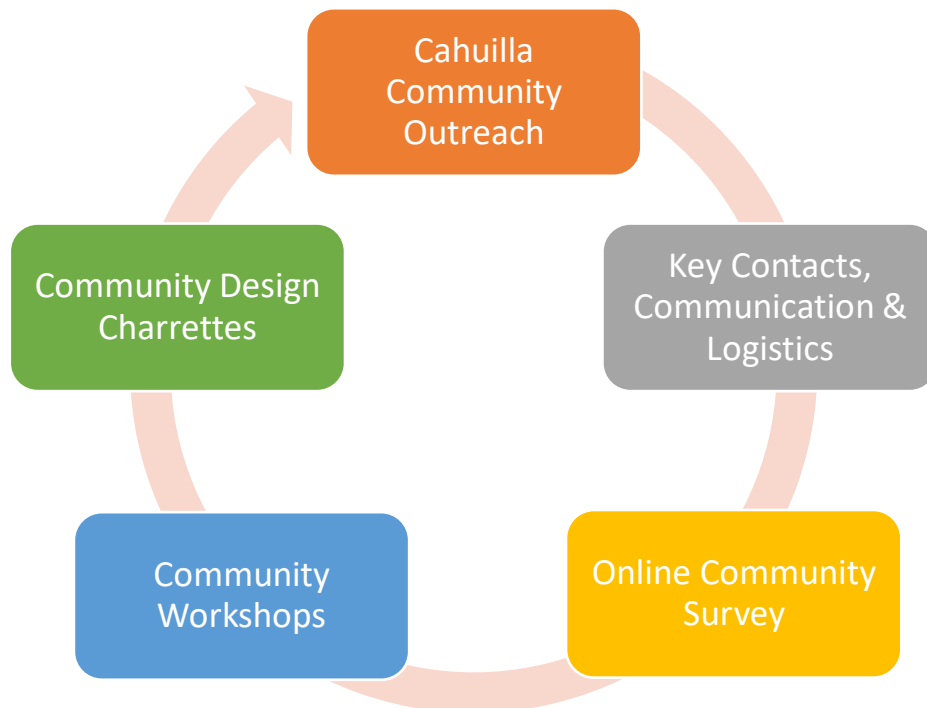 Cahuilla
Community
Outreach
Key Contacts,
Communication &
Logistics
Online Community
Survey
Community
Workshops
Community Design
Charrettes